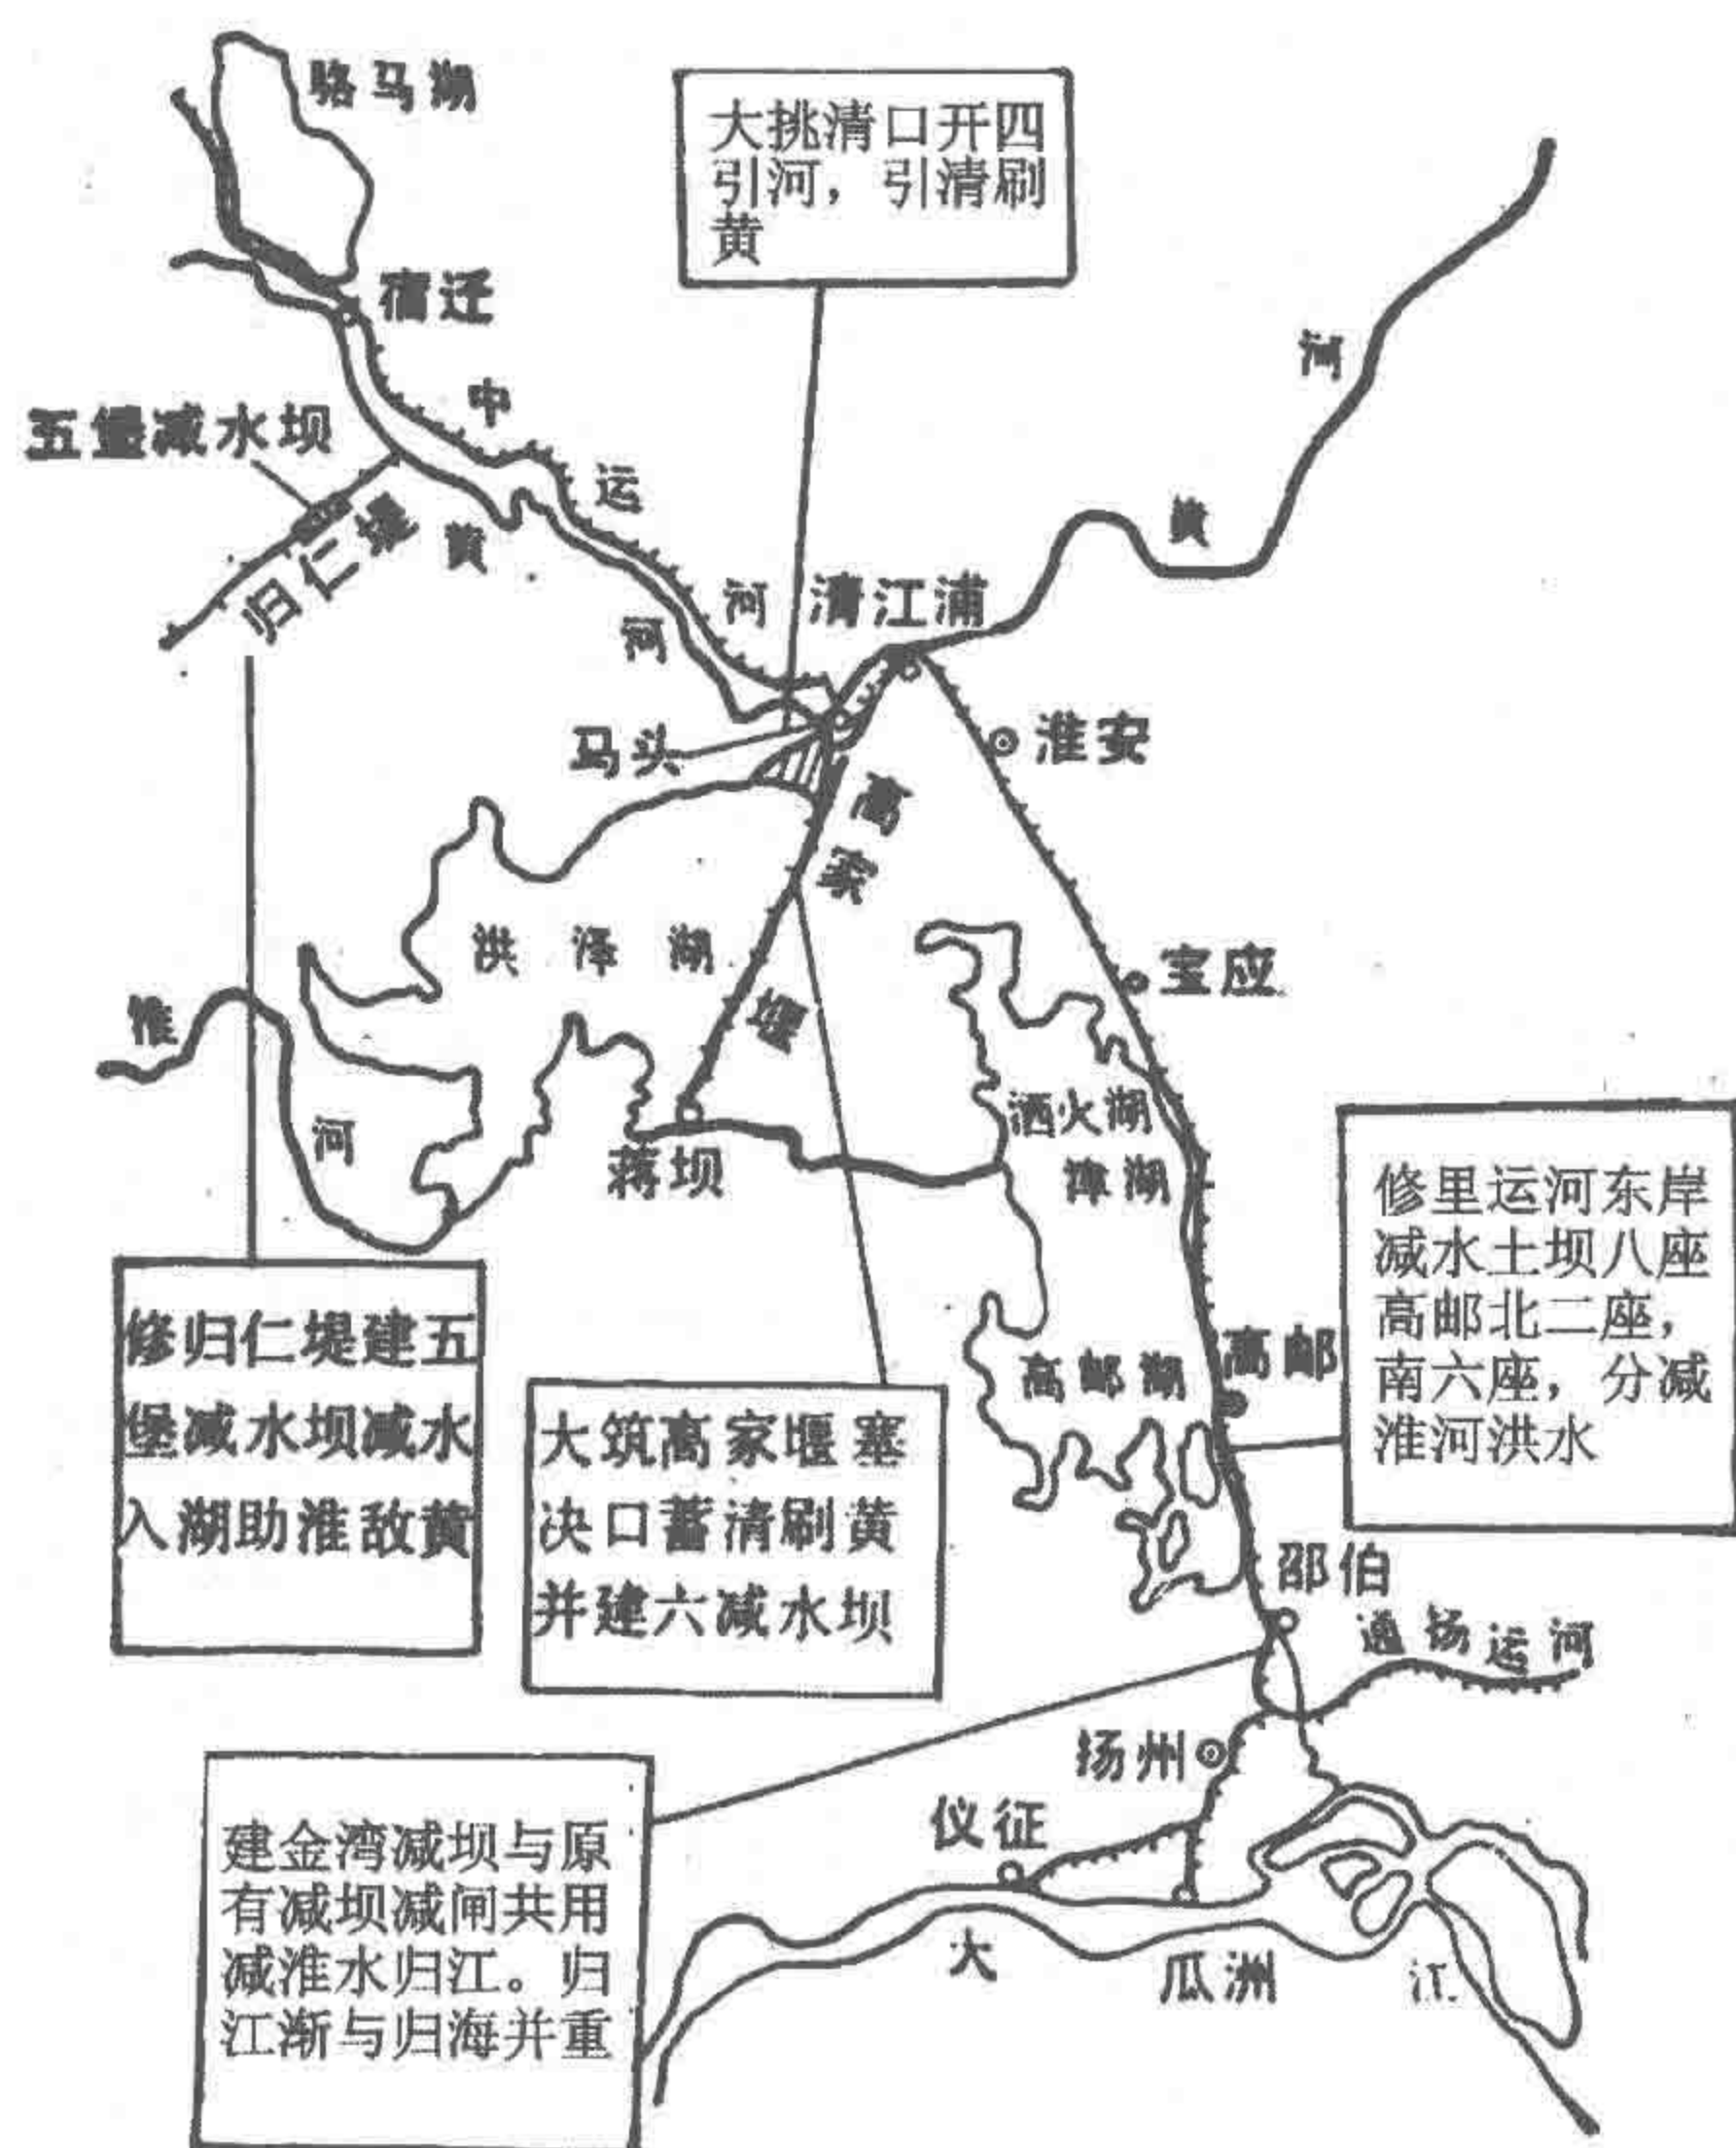 骆马湖
大挑清口开四
引河，引清刷
黄
宿迁
中
运
河
五堡减水坝
归仁堤
黄
河
清江浦
黄
河
马头
淮安
高
家
堰
洪泽湖
宝应
淮
河
洒火湖
漳湖
蒋坝
修里运河东岸
减水土坝八座
高邮北二座，
南六座，分减
淮河洪水
修归仁堤建五
堡减水坝减水
入湖助淮敌黄
大筑高家堰塞
决口蓄清刷黄
并建六减水坝
高邮湖
高邮
邵伯
通扬运河
扬州
仪征
建金湾减坝与原
有减坝减闸共用
减淮水归江。归
江渐与归海并重
大
瓜洲
江